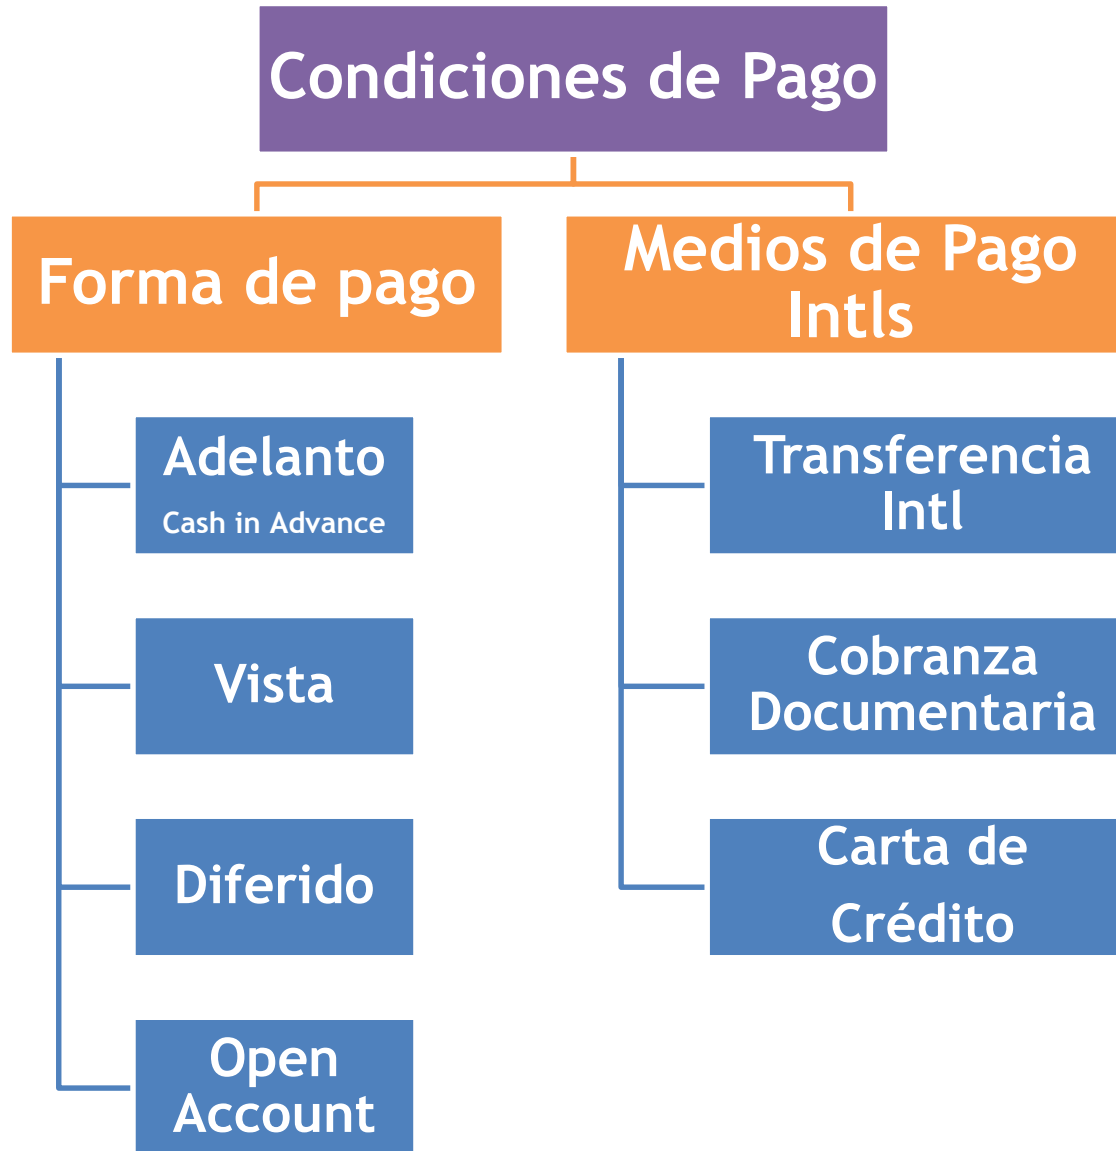 Condiciones de Pago
Forma de pago
Adelanto
Cash in Advance
Vista
Diferido
Open
Account
Medios de Pago
Intls
Transferencia
Intl
Cobranza
Documentaria
Carta de
Crédito